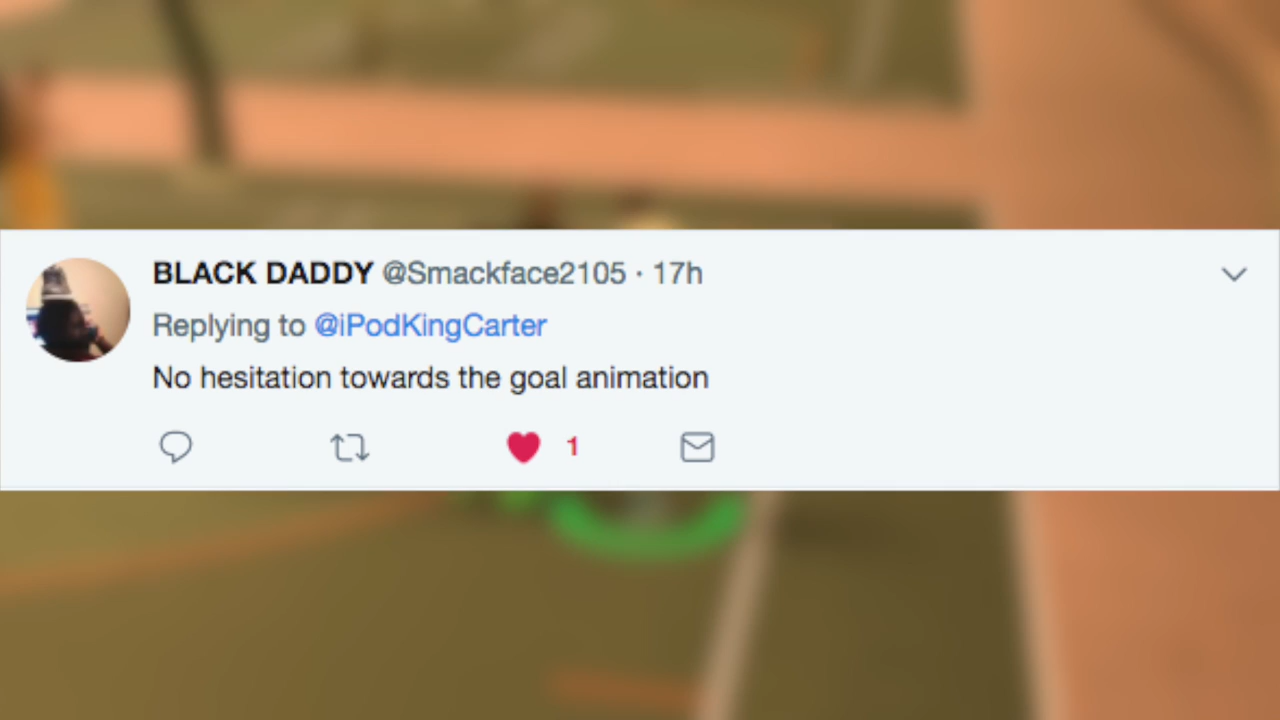 BLACK DADDY @Smackface2105 · 17h
Replying to @iPodKingCarter
No hesitation towards the goal animation
1